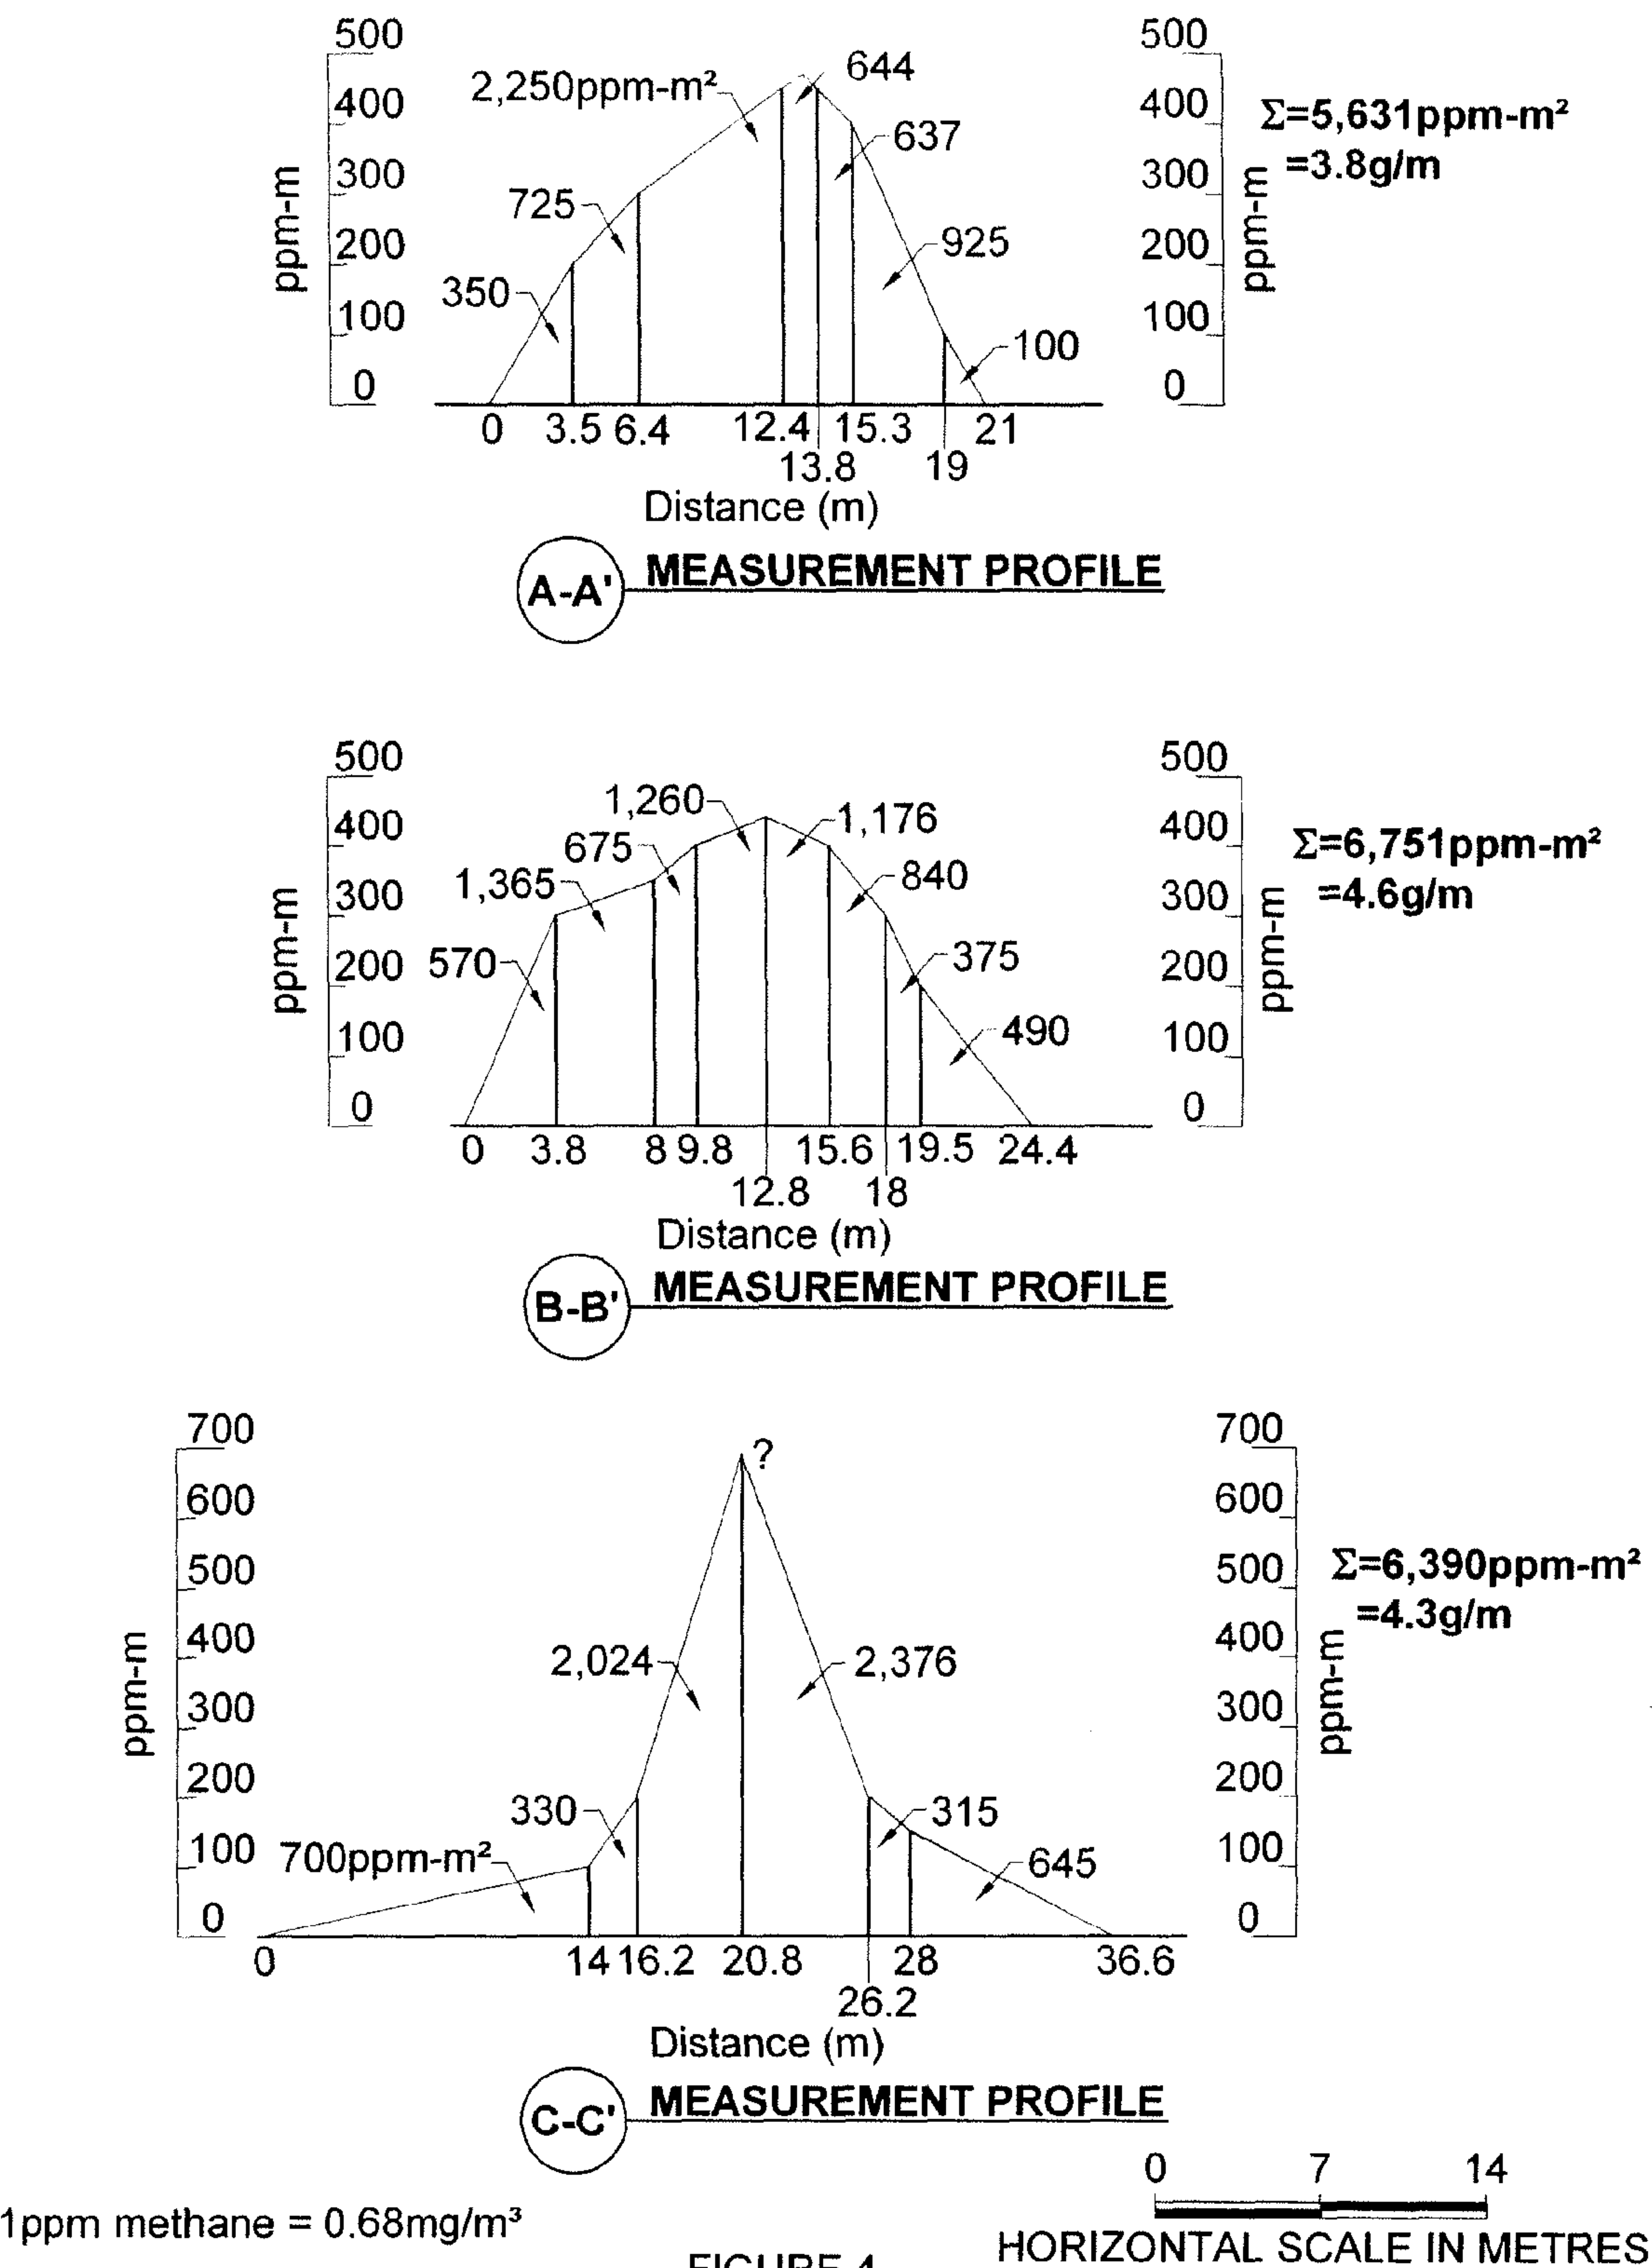 500 500
2,250ppm-m² 644
400 400
Σ=5,631ppm-m²
637
=3.8g/m
300 300
725
ppm-m ppm-m
200 925 200
350
100 100 100
0 0
0 3.5 6.4 12.4 15.3 21
13.8 19
Distance (m)
A-A' MEASUREMENT PROFILE
500 500
1,260 1,176
400 400
675 Σ=6,751ppm-m²
1,365 840
=4.6g/m
300 300
ppm-m ppm-m
200 570 375 200
490
100 100
0 0
0 3.8 8 9.8 15.6 19.5 24.4
12.8 18
Distance (m)
B-B' MEASUREMENT PROFILE
700 700
?
600 600
500 500
Σ=6,390ppm-m²
=4.3g/m
400 400
2,024 2,376
ppm-m ppm-m
300 300
200 200
330 315
100 700ppm-m² 645 100
0 0
0 14 16.2 20.8 28 36.6
26.2
Distance (m)
C-C' MEASUREMENT PROFILE
0 7 14
1ppm methane = 0.68mg/m³
HORIZONTAL SCALE IN METRES
FIGURE 4